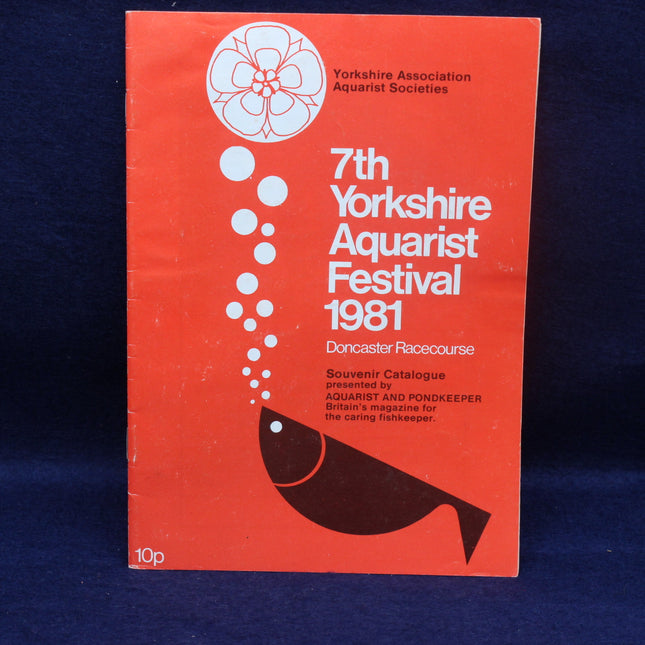 Yorkshire Association
Aquarist Societies
7th
Yorkshire
Aquarist
Festival
1981
Doncaster Racecourse
Souvenir Catalogue
presented by
AQUARIST AND PONDKEEPER
Britain's magazine for
the caring fishkeeper.
10p